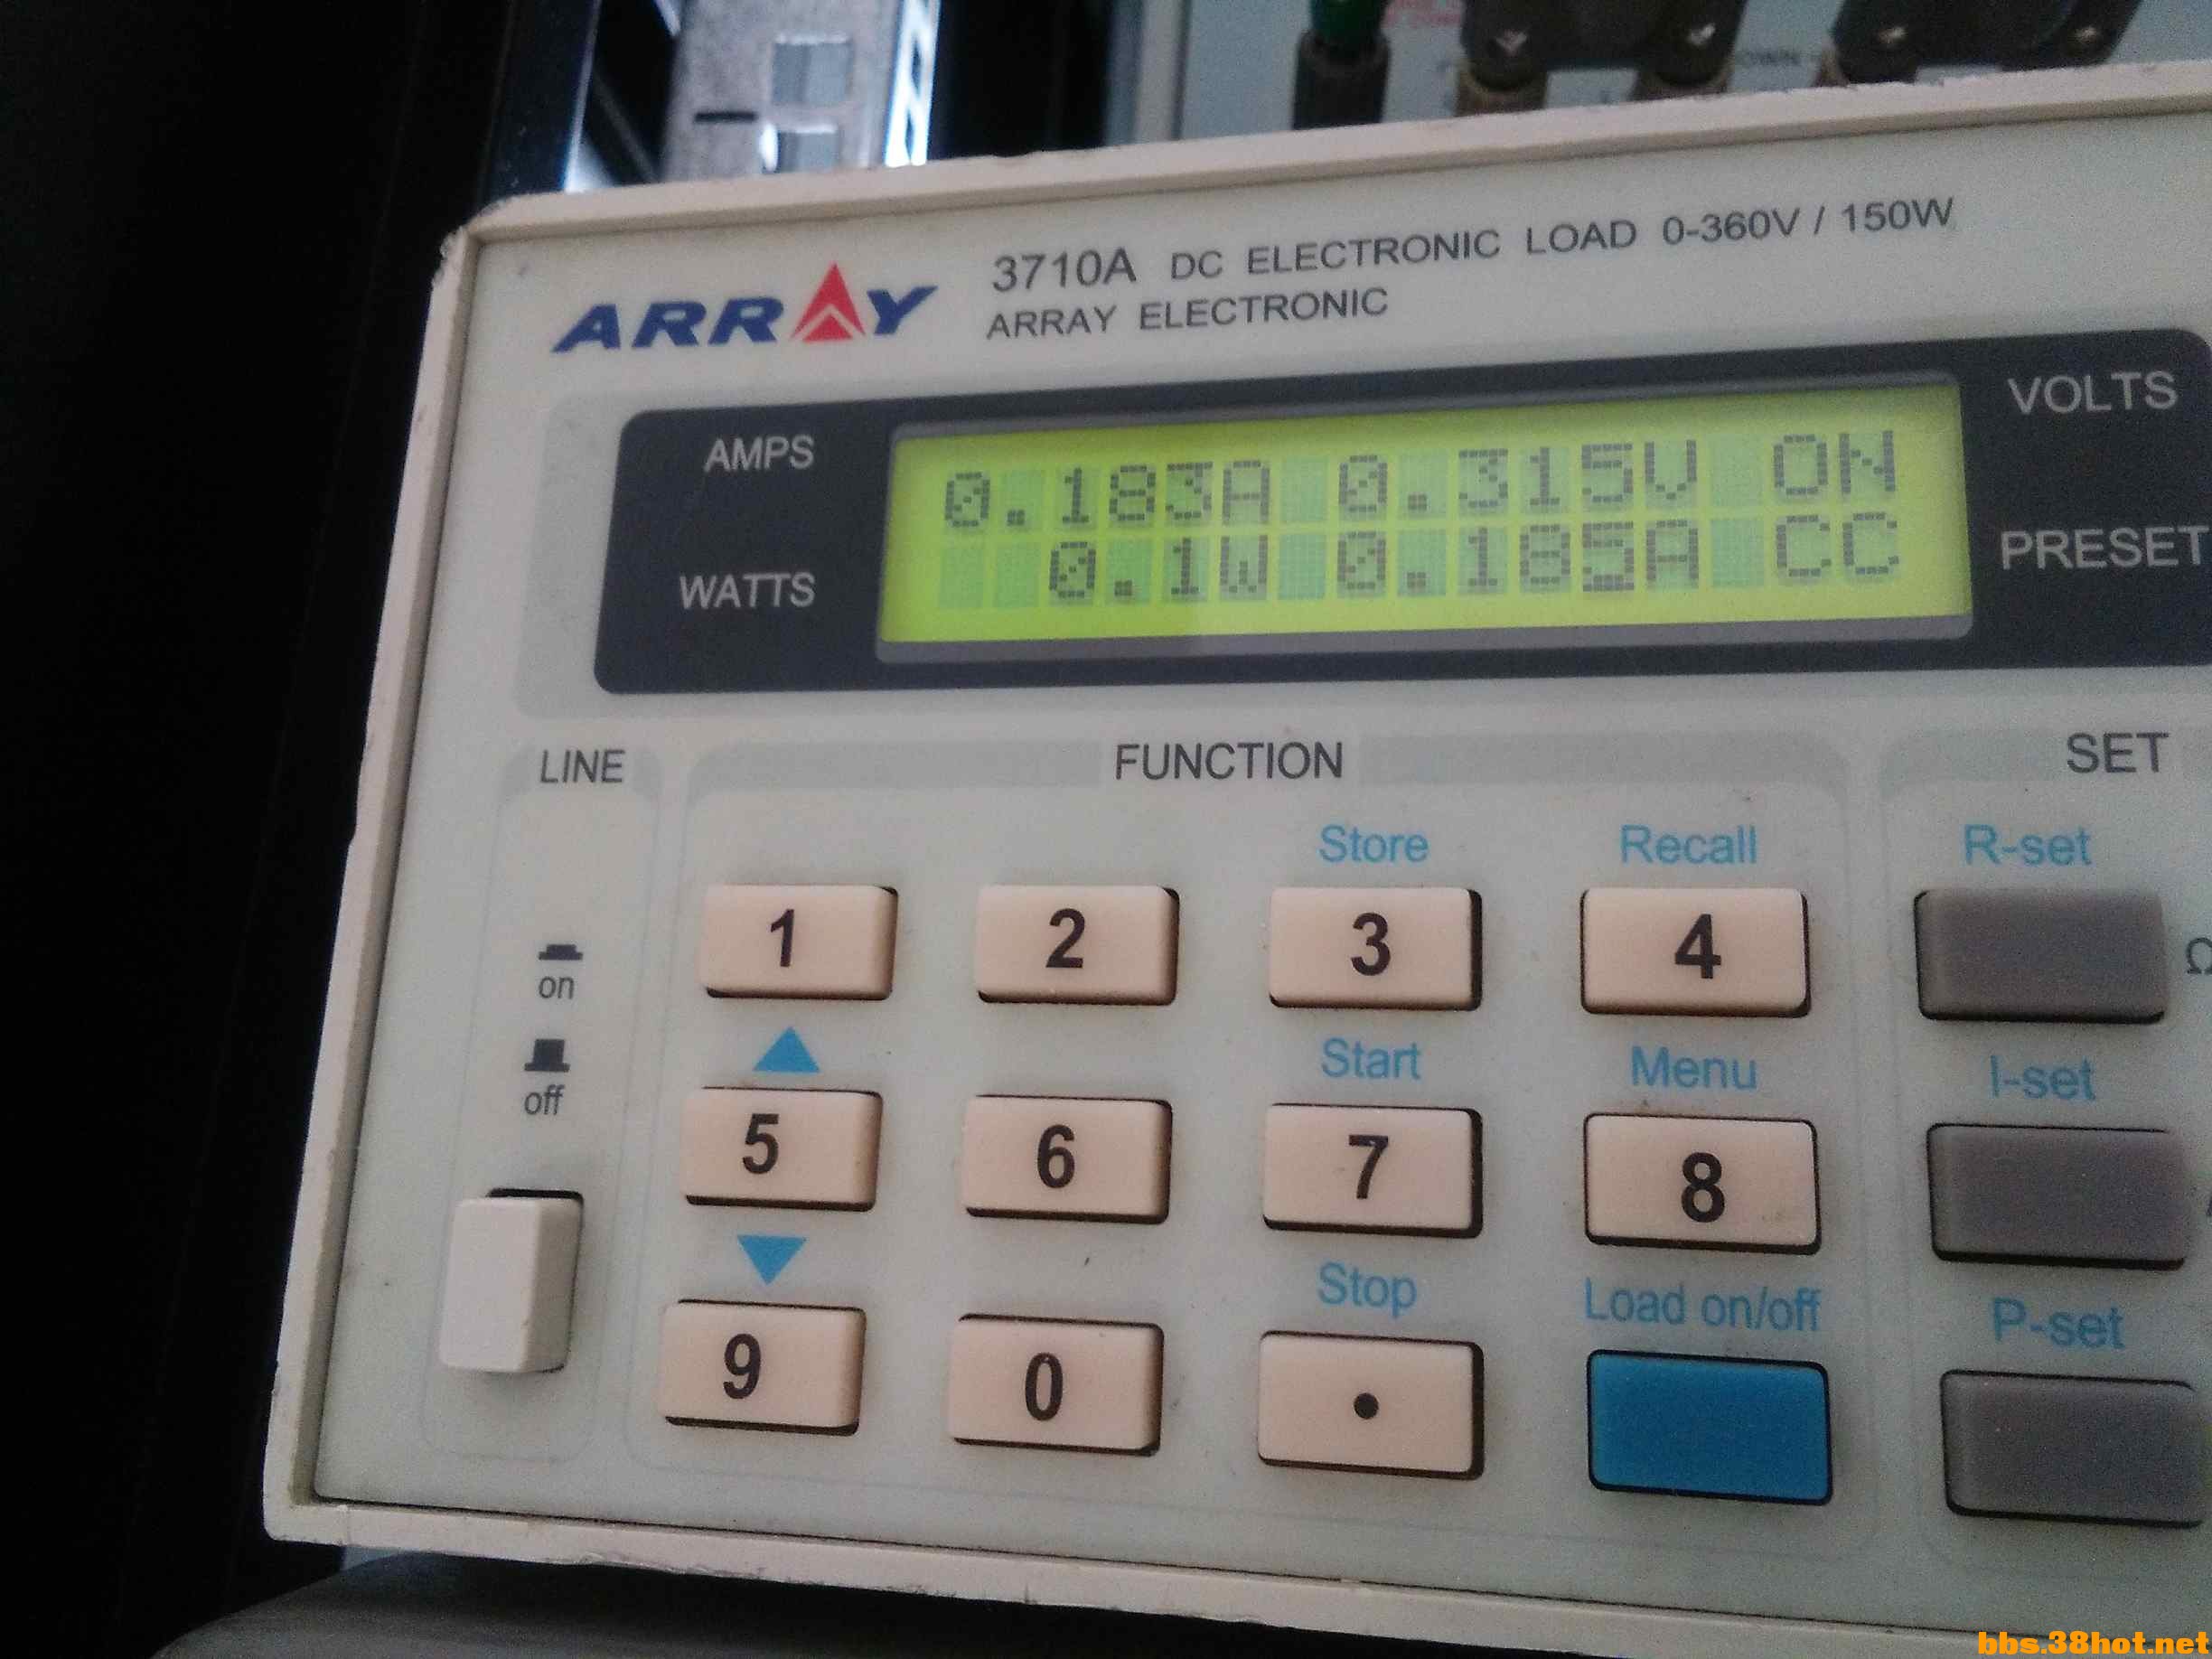 ARRAY
3710A DC ELECTRONIC LOAD 0-360V / 150W
ARRAY ELECTRONIC
AMPS
0.183A 0.315V ON
VOLTS
WATTS
0.1W 0.185A CC
PRESET
LINE
FUNCTION
SET
Store
Recall
R-set
1
2
3
4
Ω
on
Start
Menu
I-set
off
5
6
7
8
Stop
Load on/off
P-set
9
0
.
bbs.38hot.net